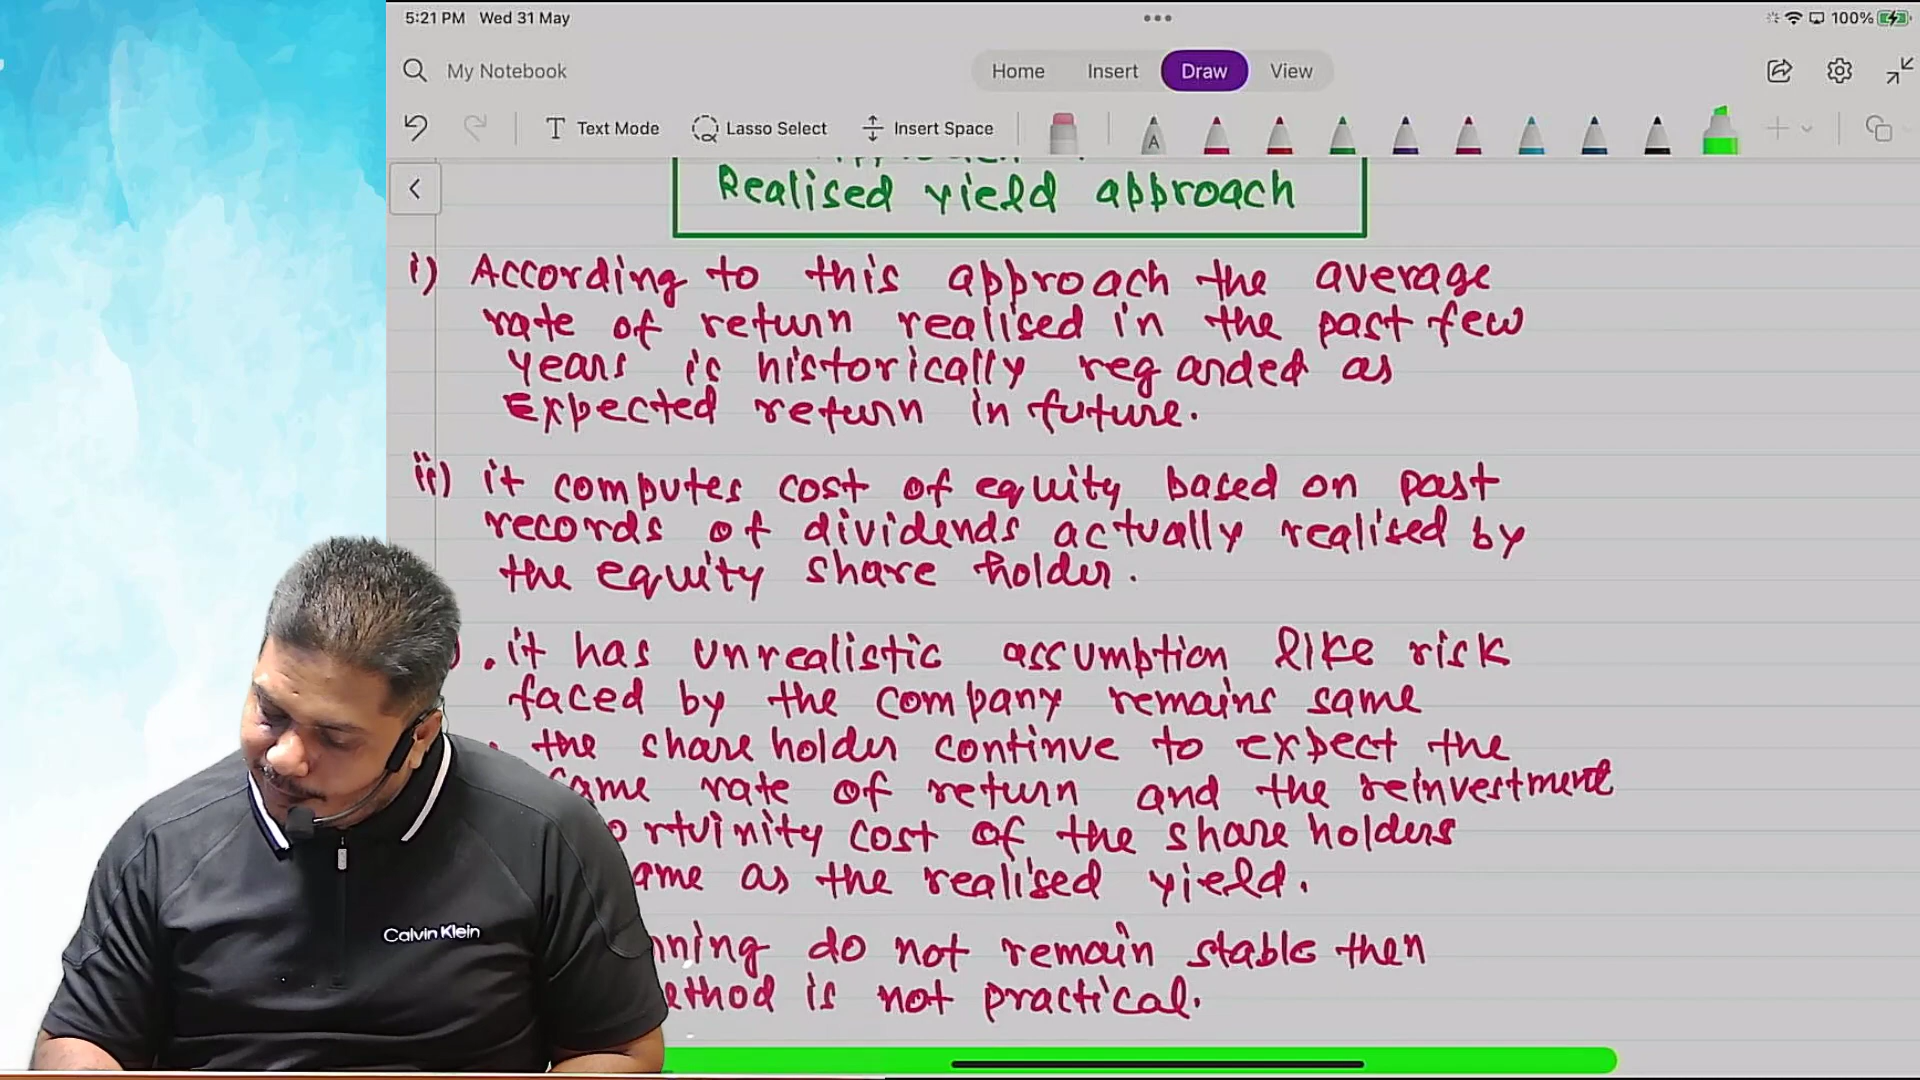 5:21 PM Wed 31 May
100%
My Notebook
Home Insert Draw View
Text Mode Lasso Select Insert Space
A
Realised yield approach
i) According to this approach the average
rate of return realised in the past few
years is historically regarded as
Expected return in future.
ii) it computes cost of equity based on past
records of dividends actually realised by
the equity share holder.
. it has unrealistic assumption like risk
faced by the company remains same
the share holder continue to expect the
ame rate of return and the reinvestment
ortuinity cost of the share holders
ame as the realised yield.
nning do not remain stable then
ethod is not practical.
Calvin Klein